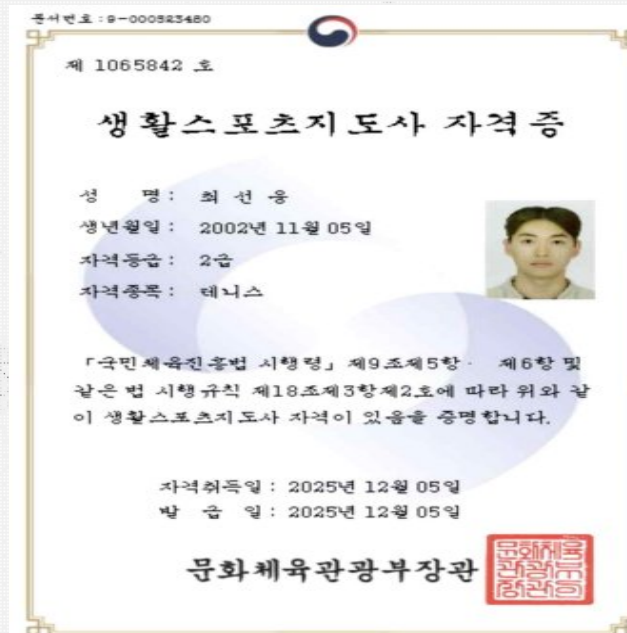 문서번호 : 9-000523480
제 1065842 호
생활스포츠지도사 자격증
성 명 : 최 선 웅
생년월일 : 2002년 11월 05일
자격등급 : 2급
자격종목 : 테니스
「국민체육진흥법 시행령」 제9조제5항· 제6항 및
같은 법 시행규칙 제18조제3항제2호에 따라 위와 같
이 생활스포츠지도사 자격이 있음을 증명합니다.
자격취득일 : 2025년 12월 05일
발 급 일 : 2025년 12월 05일
문화체육관광부장관